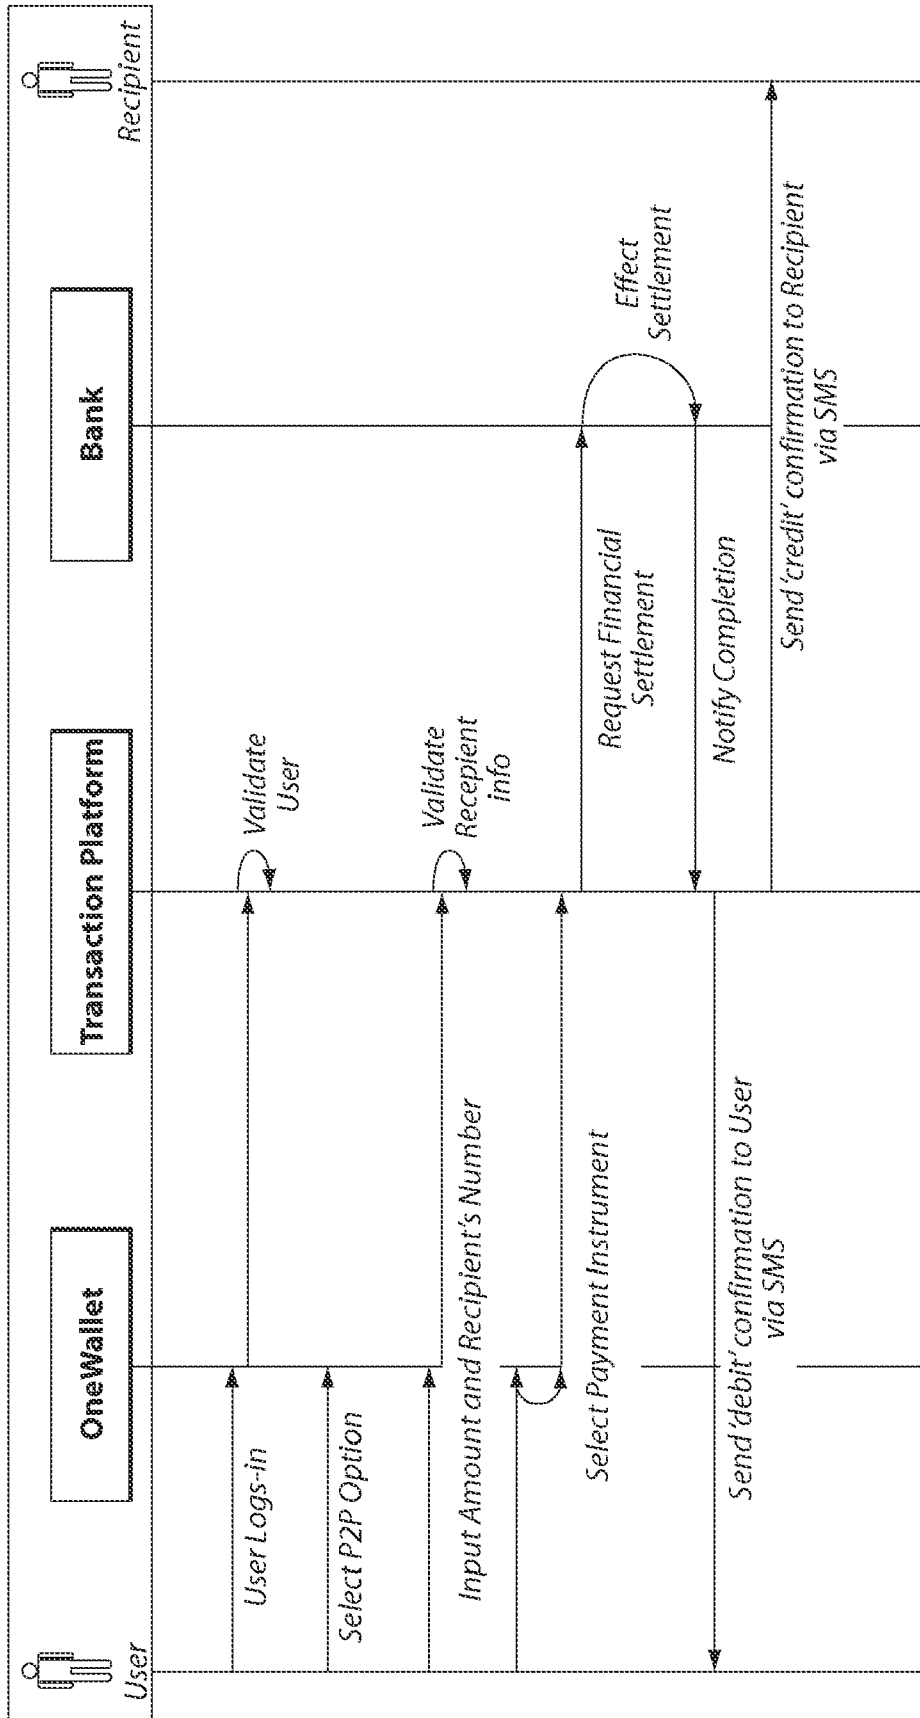 User
OneWallet
Transaction Platform
Bank
Recipient
User Logs-in
Validate
User
Select P2P Option
Input Amount and Recipient's Number
Validate
Recepient
info
Select Payment Instrument
Request Financial
Settlement
Effect
Settlement
Notify Completion
Send 'debit' confirmation to User
via SMS
Send 'credit' confirmation to Recipient
via SMS